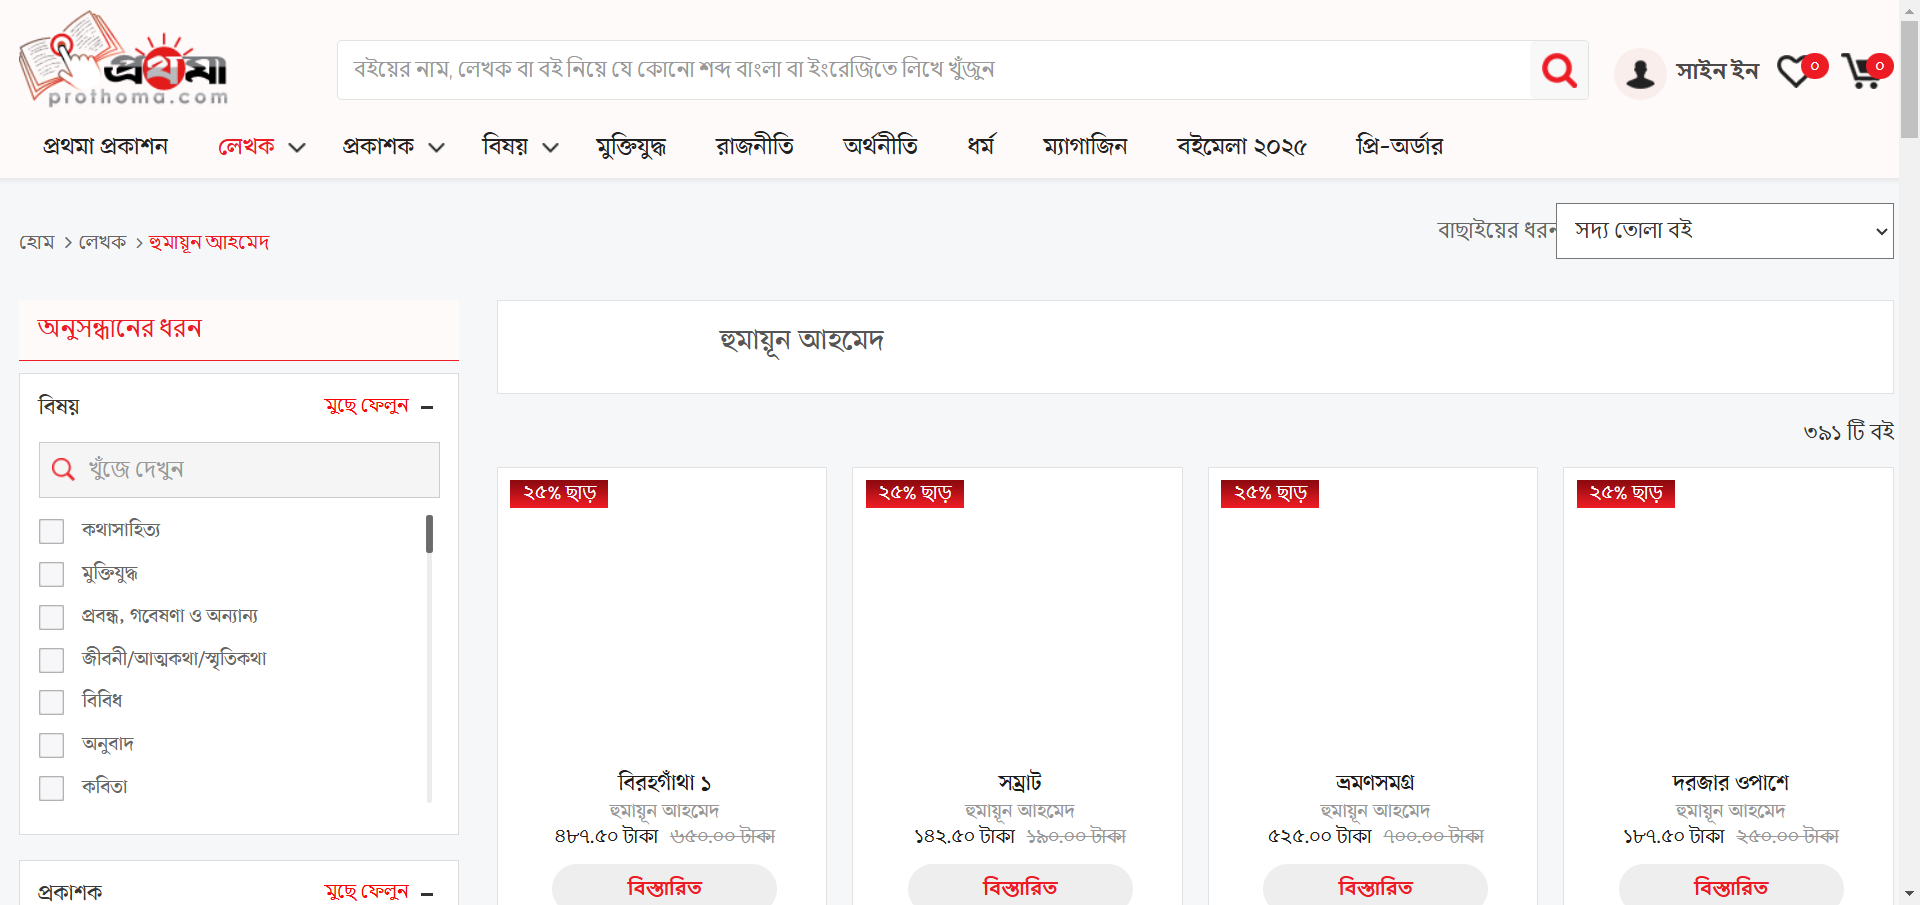 প্রথমা
prothoma.com
বইয়ের নাম, লেখক বা বই নিয়ে যে কোনো শব্দ বাংলা বা ইংরেজিতে লিখে খুঁজুন
সাইন ইন
০
০
প্রথমা প্রকাশন লেখক প্রকাশক বিষয় মুক্তিযুদ্ধ রাজনীতি অর্থনীতি ধর্ম ম্যাগাজিন বইমেলা ২০২৫ প্রি-অর্ডার
হোম > লেখক > হুমায়ূন আহমেদ
বাছাইয়ের ধরন সদ্য তোলা বই
অনুসন্ধানের ধরন
হুমায়ূন আহমেদ
বিষয় মুছে ফেলুন
৩৯১ টি বই
খুঁজে দেখুন
কথাসাহিত্য
মুক্তিযুদ্ধ
প্রবন্ধ, গবেষণা ও অন্যান্য
জীবনী/আত্মকথা/স্মৃতিকথা
বিবিধ
অনুবাদ
কবিতা
প্রকাশক মুছে ফেলুন
২৫% ছাড়
বিরহগাঁথা ১
হুমায়ূন আহমেদ
৪৮৭.৫০ টাকা ৬৫০.০০ টাকা
বিস্তারিত
২৫% ছাড়
সম্রাট
হুমায়ূন আহমেদ
১৪২.৫০ টাকা ১৯০.০০ টাকা
বিস্তারিত
২৫% ছাড়
ভ্রমণসমগ্র
হুমায়ূন আহমেদ
৫২৫.০০ টাকা ৭০০.০০ টাকা
বিস্তারিত
২৫% ছাড়
দরজার ওপাশে
হুমায়ূন আহমেদ
১৮৭.৫০ টাকা ২৫০.০০ টাকা
বিস্তারিত